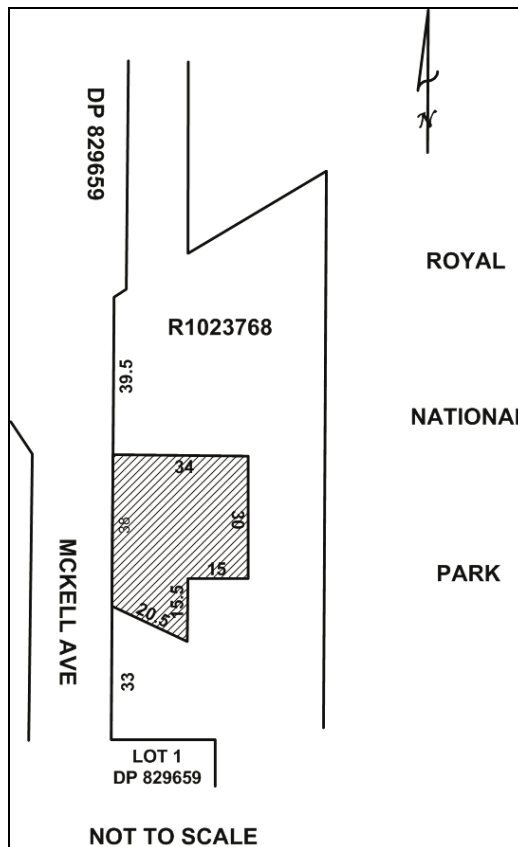 DP 829659
N
ROYAL
R1023768
39.5
NATIONAL
34
38
30
15
PARK
15.5
20.5
MCKELL AVE
33
LOT 1
DP 829659
NOT TO SCALE